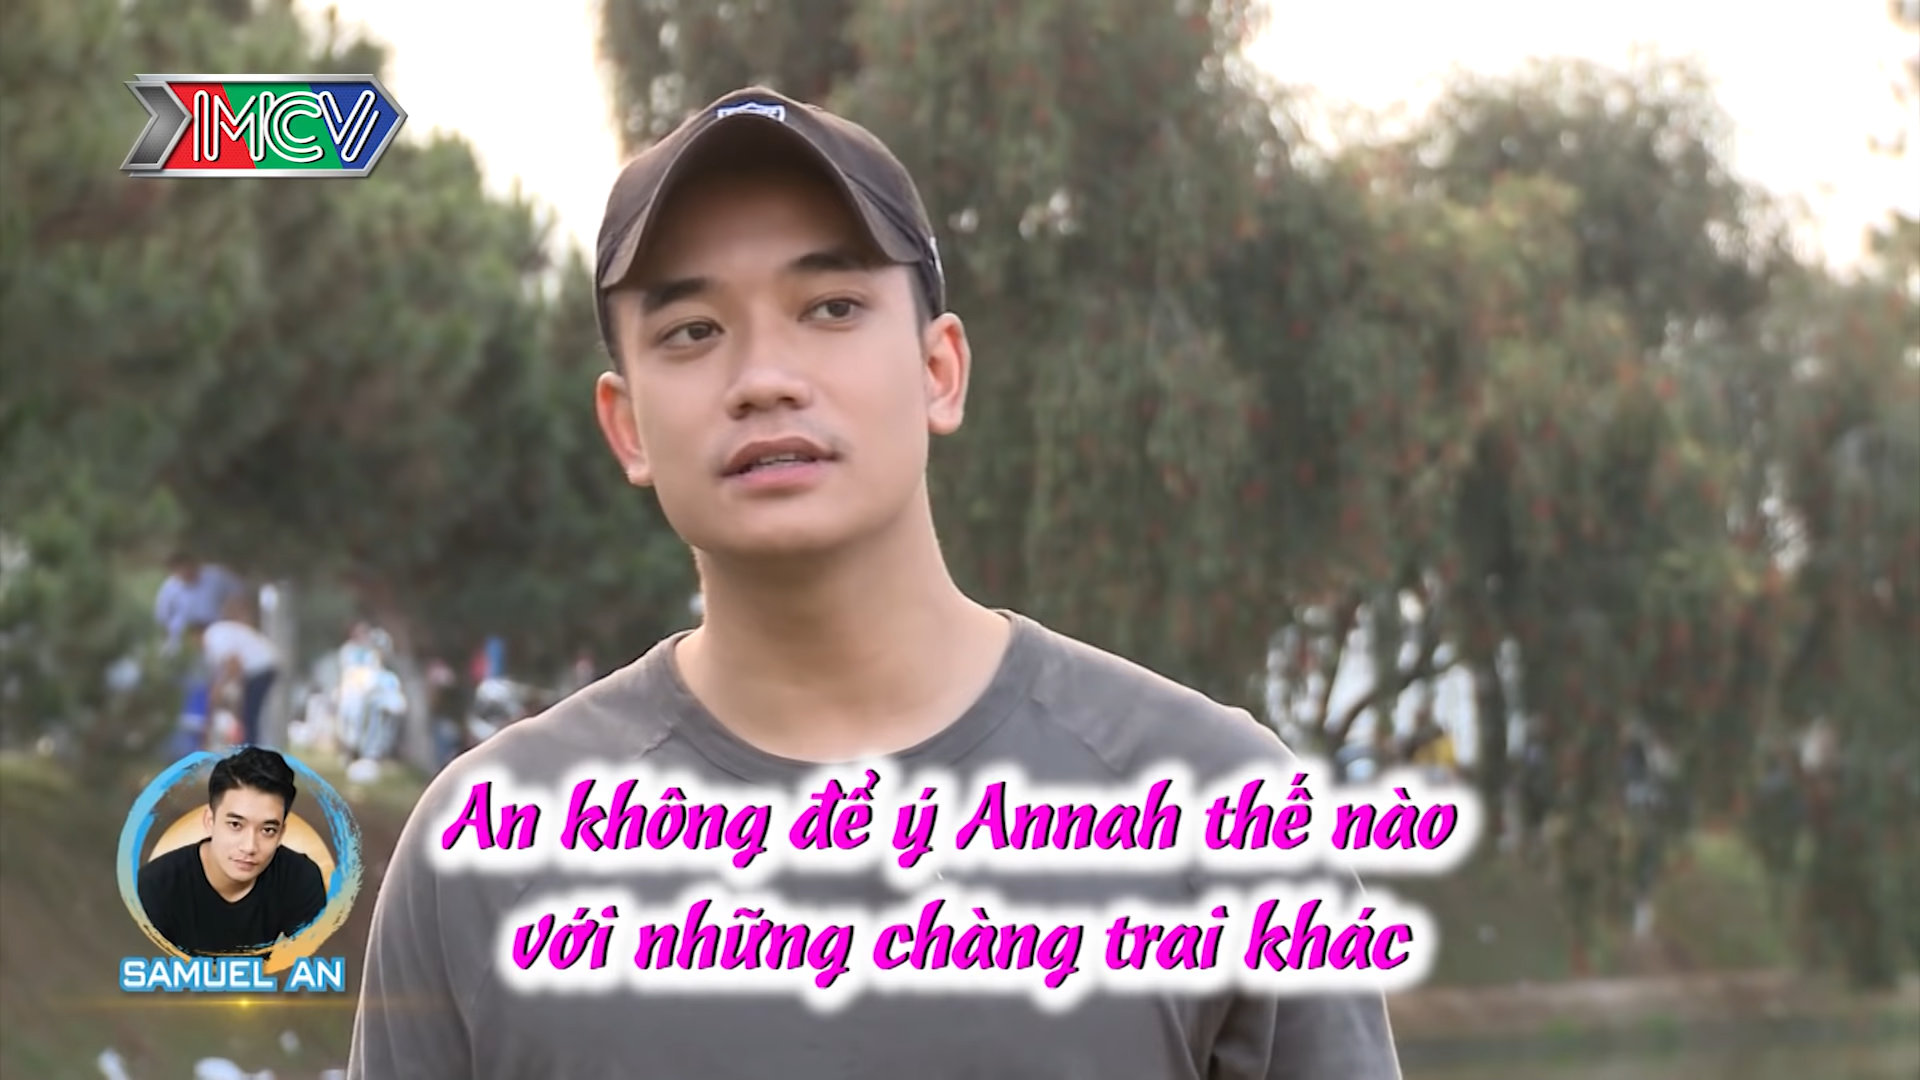 MCV
An không để ý Annah thế nào
với những chàng trai khác
SAMUEL AN